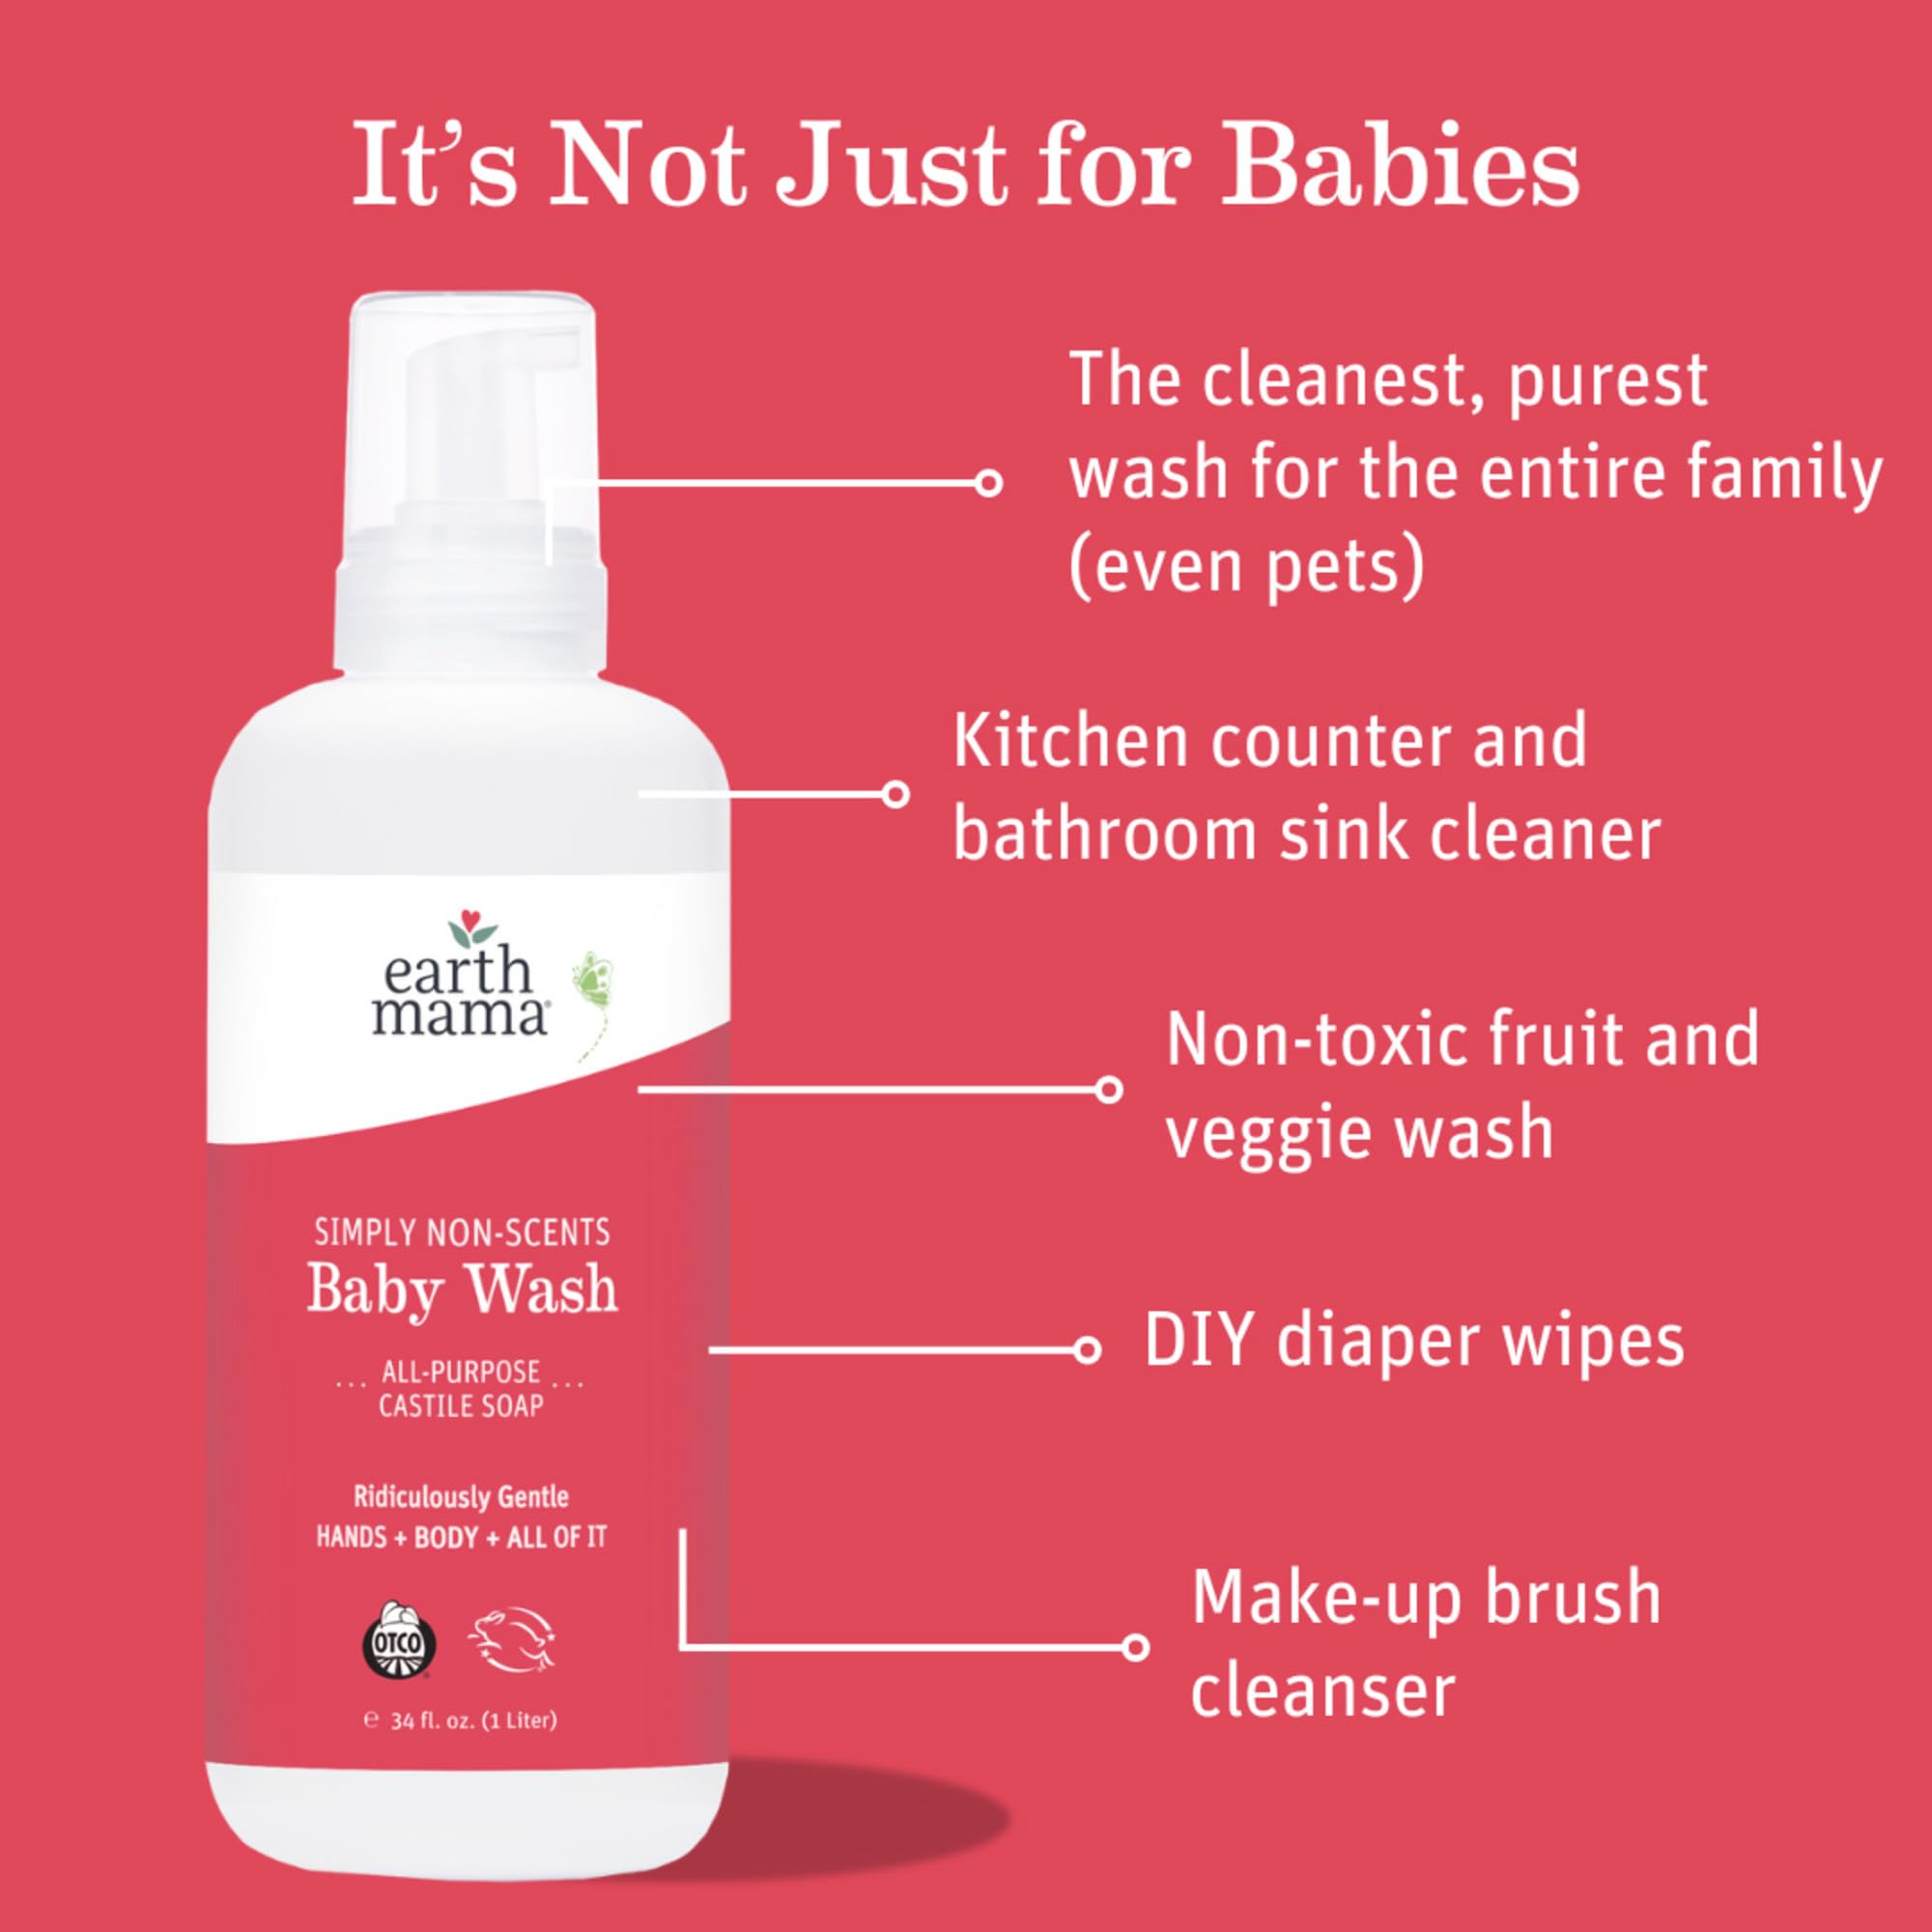 It's Not Just for Babies
The cleanest, purest
wash for the entire family
(even pets)
Kitchen counter and
bathroom sink cleaner
earth
mama®
Non-toxic fruit and
veggie wash
SIMPLY NON-SCENTS
Baby Wash
DIY diaper wipes
... ALL-PURPOSE ...
CASTILE SOAP
Ridiculously Gentle
HANDS + BODY + ALL OF IT
Make-up brush
cleanser
OTCO
℮ 34 fl. oz. (1 Liter)